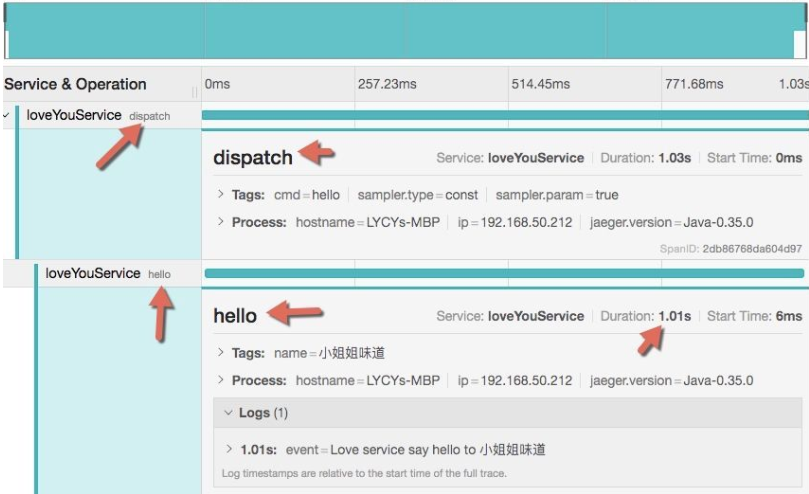 Service & Operation 0ms 257.23ms 514.45ms 771.68ms 1.03s
loveYouService dispatch
dispatch Service: loveYouService Duration: 1.03s Start Time: 0ms
Tags: cmd=hello sampler.type=const sampler.param=true
Process: hostname=LYCYs-MBP ip=192.168.50.212 jaeger.version=Java-0.35.0
SpanID: 2db86768da604d97
loveYouService hello
hello Service: loveYouService Duration: 1.01s Start Time: 6ms
Tags: name=小姐姐味道
Process: hostname=LYCYs-MBP ip=192.168.50.212 jaeger.version=Java-0.35.0
Logs (1)
1.01s: event=Love service say hello to 小姐姐味道
Log timestamps are relative to the start time of the full trace.